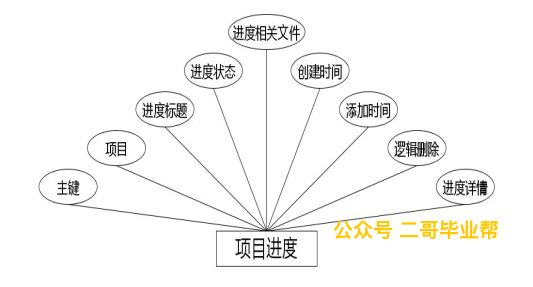 进度相关文件
进度状态
创建时间
进度标题
添加时间
项目
逻辑删除
主键
进度详情
公众号 二哥毕业帮
项目进度